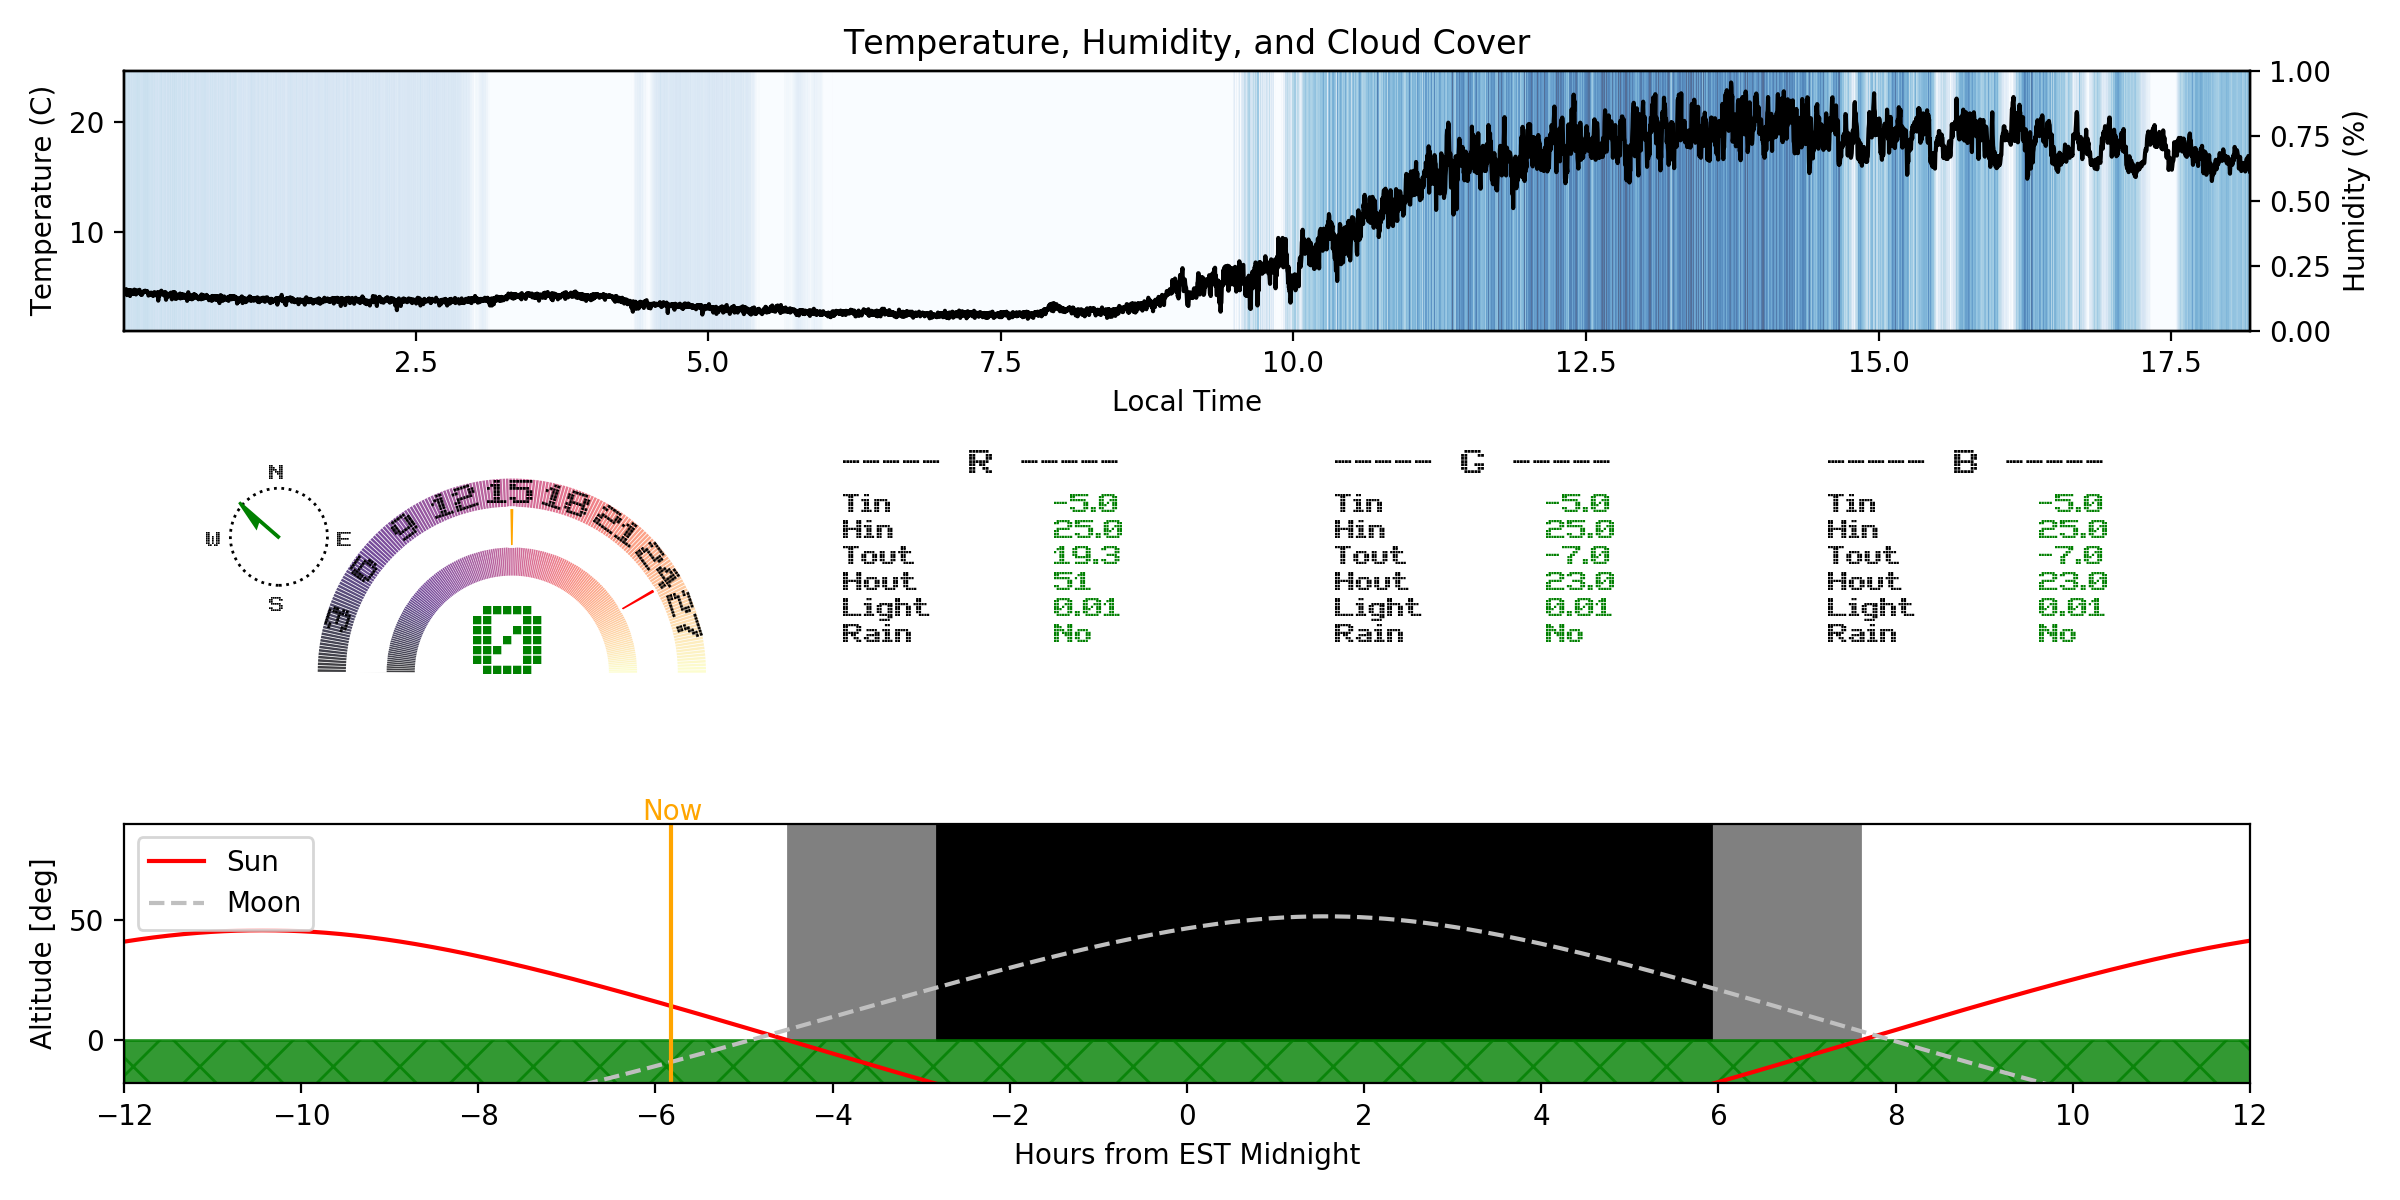 Temperature, Humidity, and Cloud Cover
Temperature (C)
20
10
1.00
0.75
0.50
0.25
0.00
Humidity (%)
2.5 5.0 7.5 10.0 12.5 15.0 17.5
Local Time
N
W E
S
3 6 9 12 15 18 21 24 27
0
----- R -----
Tin -5.0
Hin 25.0
Tout 19.3
Hout 51
Light 0.01
Rain No
----- G -----
Tin -5.0
Hin 25.0
Tout -7.0
Hout 23.0
Light 0.01
Rain No
----- B -----
Tin -5.0
Hin 25.0
Tout -7.0
Hout 23.0
Light 0.01
Rain No
Now
Sun
Moon
Altitude [deg]
50
0
−12 −10 −8 −6 −4 −2 0 2 4 6 8 10 12
Hours from EST Midnight